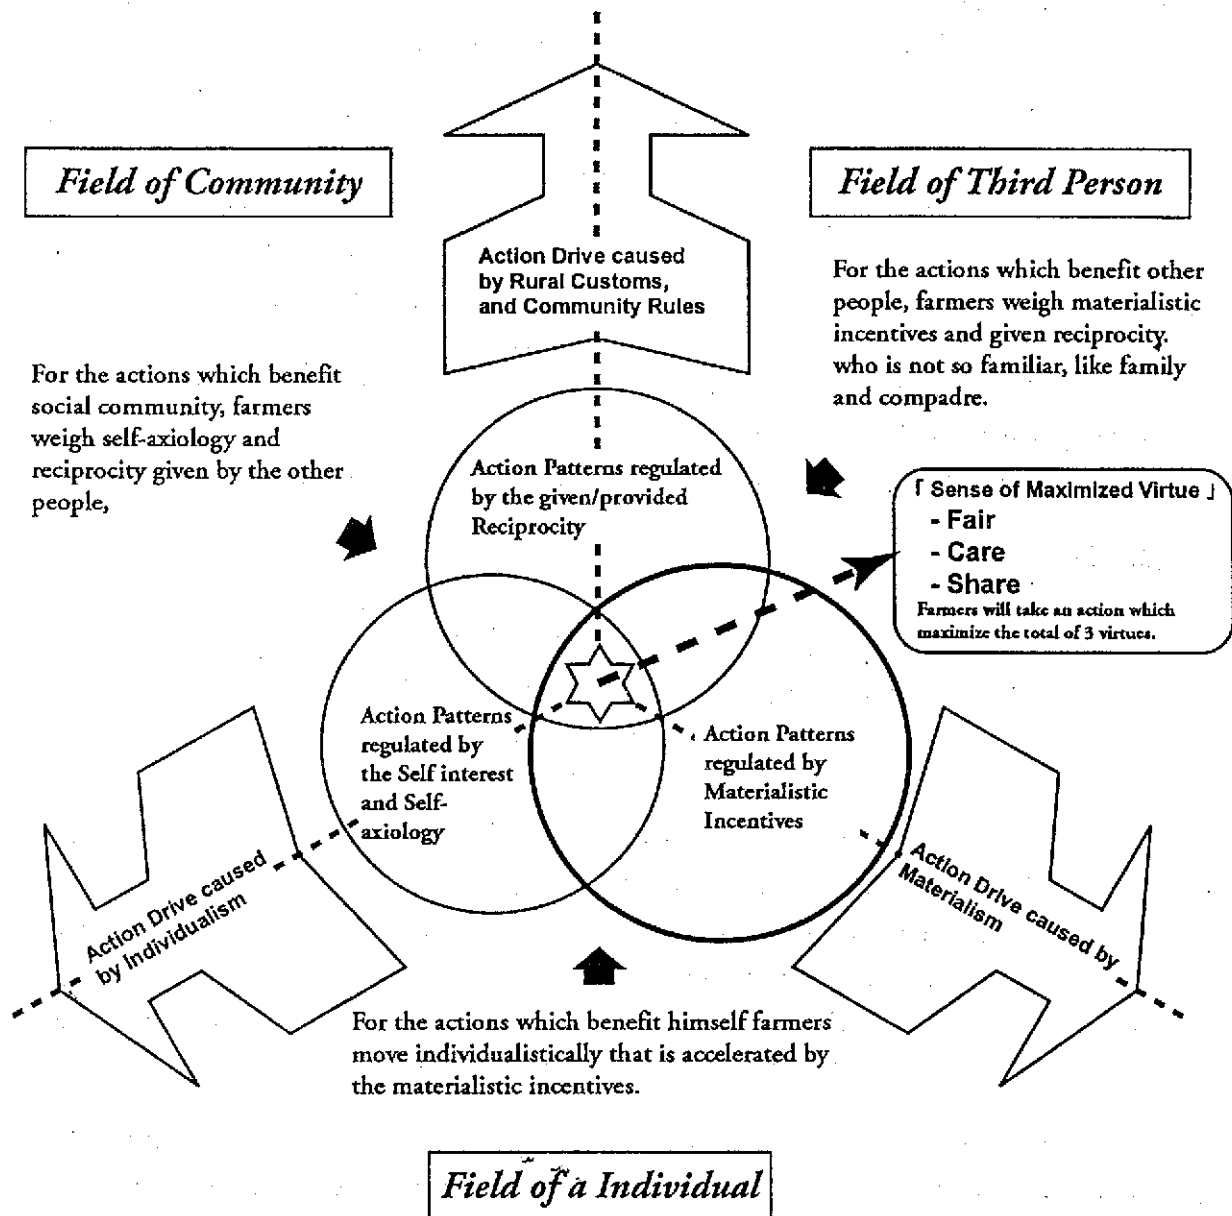 Field of Community
Field of Third Person
Action Drive caused
by Rural Customs,
and Community Rules
For the actions which benefit other
people, farmers weigh materialistic
incentives and given reciprocity.
who is not so familiar, like family
and compadre.
For the actions which benefit
social community, farmers
weigh self-axiology and
reciprocity given by the other
people,
Action Patterns regulated
by the given/provided
Reciprocity
「 Sense of Maximized Virtue 」
- Fair
- Care
- Share
Farmers will take an action which
maximize the total of 3 virtues.
Action Patterns
regulated by
the Self interest
and Self-
axiology
Action Patterns
regulated by
Materialistic
Incentives
Action Drive caused
by Individualism
Action Drive caused by
Materialism
For the actions which benefit himself farmers
move individualistically that is accelerated by
the materialistic incentives.
Field of a Individual